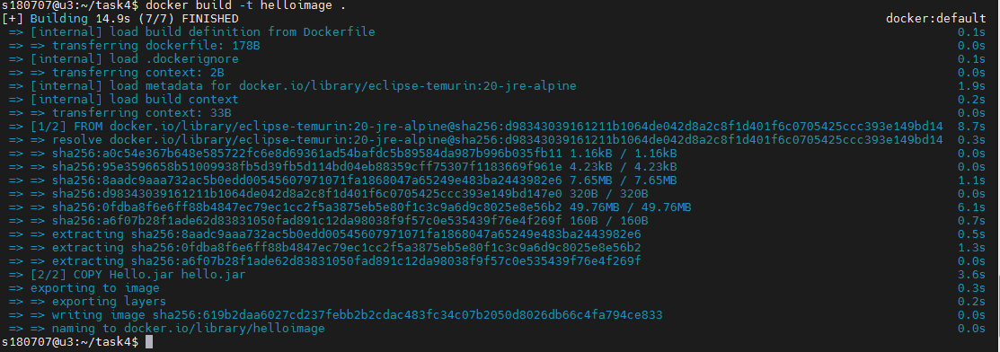 s180707@u3:~/task4$ docker build -t helloimage .
[+] Building 14.9s (7/7) FINISHED docker:default
=> [internal] load build definition from Dockerfile 0.1s
=> => transferring dockerfile: 178B 0.0s
=> [internal] load .dockerignore 0.1s
=> => transferring context: 2B 0.0s
=> [internal] load metadata for docker.io/library/eclipse-temurin:20-jre-alpine 1.9s
=> [internal] load build context 0.2s
=> => transferring context: 33B 0.0s
=> [1/2] FROM docker.io/library/eclipse-temurin:20-jre-alpine@sha256:d98343039161211b1064de042d8a2c8f1d401f6c0705425ccc393e149bd14 8.7s
=> => resolve docker.io/library/eclipse-temurin:20-jre-alpine@sha256:d98343039161211b1064de042d8a2c8f1d401f6c0705425ccc393e149bd14 0.3s
=> => sha256:a0c54e367b648e585722fc6e8d69361ad54bafdc5b89584da987b996b035fb11 1.16kB / 1.16kB 0.0s
=> => sha256:95e3596658b51009938fb5d39fb5d114bd04eb88359cff75307f1183669f961e 4.23kB / 4.23kB 0.0s
=> => sha256:8aadc9aaa732ac5b0edd00545607971071fa1868047a65249e483ba2443982e6 7.65MB / 7.65MB 1.1s
=> => sha256:d98343039161211b1064de042d8a2c8f1d401f6c0705425ccc393e149bd147e0 320B / 320B 0.0s
=> => sha256:0fdba8f6e6ff88b4847ec79ec1cc2f5a3875eb5e80f1c3c9a6d9c8025e8e56b2 49.76MB / 49.76MB 6.1s
=> => sha256:a6f07b28f1ade62d83831050fad891c12da98038f9f57c0e535439f76e4f269f 160B / 160B 0.7s
=> => extracting sha256:8aadc9aaa732ac5b0edd00545607971071fa1868047a65249e483ba2443982e6 0.5s
=> => extracting sha256:0fdba8f6e6ff88b4847ec79ec1cc2f5a3875eb5e80f1c3c9a6d9c8025e8e56b2 1.3s
=> => extracting sha256:a6f07b28f1ade62d83831050fad891c12da98038f9f57c0e535439f76e4f269f 0.0s
=> [2/2] COPY Hello.jar hello.jar 3.6s
=> exporting to image 0.3s
=> => exporting layers 0.2s
=> => writing image sha256:619b2daa6027cd237febb2b2cdac483fc34c07b2050d8026db66c4fa794ce833 0.0s
=> => naming to docker.io/library/helloimage 0.0s
s180707@u3:~/task4$